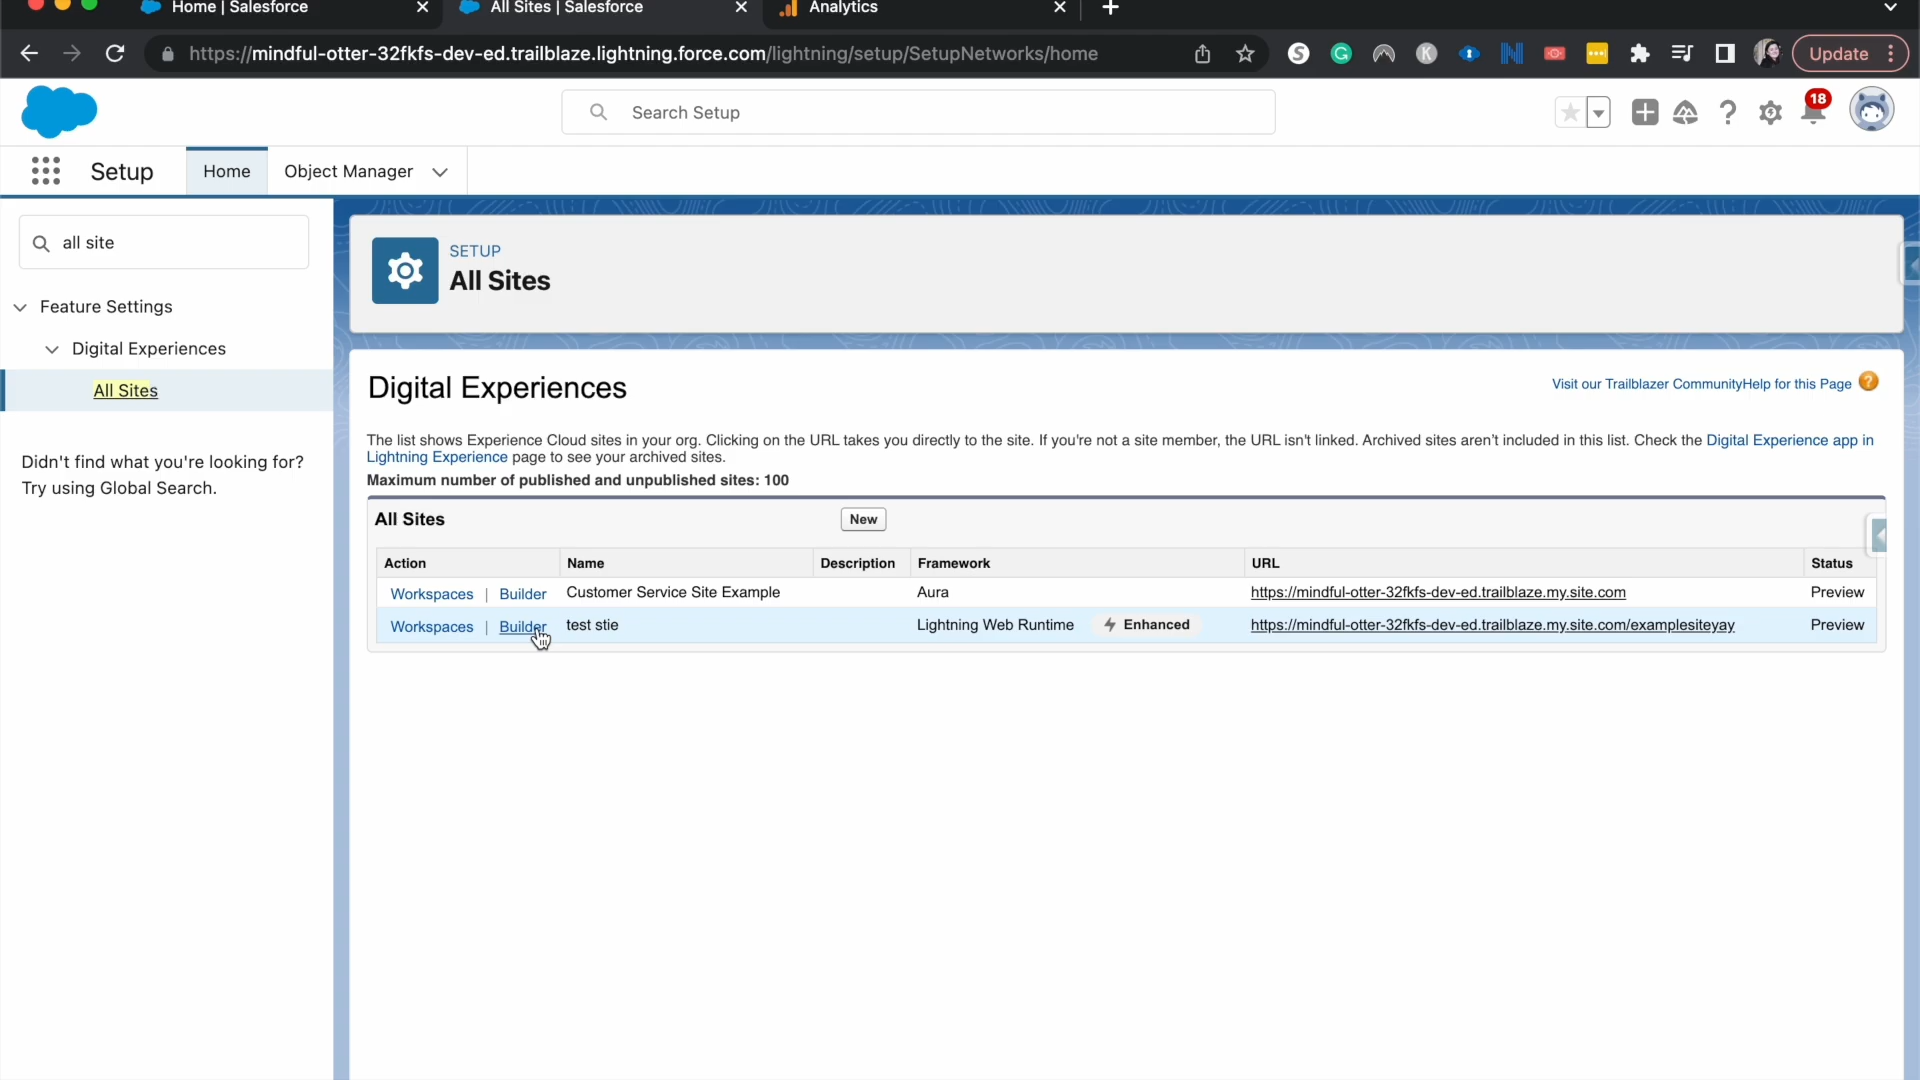 Home | Salesforce
All Sites | Salesforce
Analytics
https://mindful-otter-32fkfs-dev-ed.trailblaze.lightning.force.com/lightning/setup/SetupNetworks/home
Update
Search Setup
18
Setup
Home
Object Manager
all site
Feature Settings
Digital Experiences
All Sites
Didn't find what you're looking for?
Try using Global Search.
SETUP
All Sites
Digital Experiences
Visit our Trailblazer CommunityHelp for this Page ?
The list shows Experience Cloud sites in your org. Clicking on the URL takes you directly to the site. If you're not a site member, the URL isn't linked. Archived sites aren't included in this list. Check the Digital Experience app in
Lightning Experience page to see your archived sites.
Maximum number of published and unpublished sites: 100
All Sites New
Action Name Description Framework URL Status
Workspaces | Builder Customer Service Site Example Aura https://mindful-otter-32fkfs-dev-ed.trailblaze.my.site.com Preview
Workspaces | Builder test stie Lightning Web Runtime Enhanced https://mindful-otter-32fkfs-dev-ed.trailblaze.my.site.com/examplesiteyay Preview